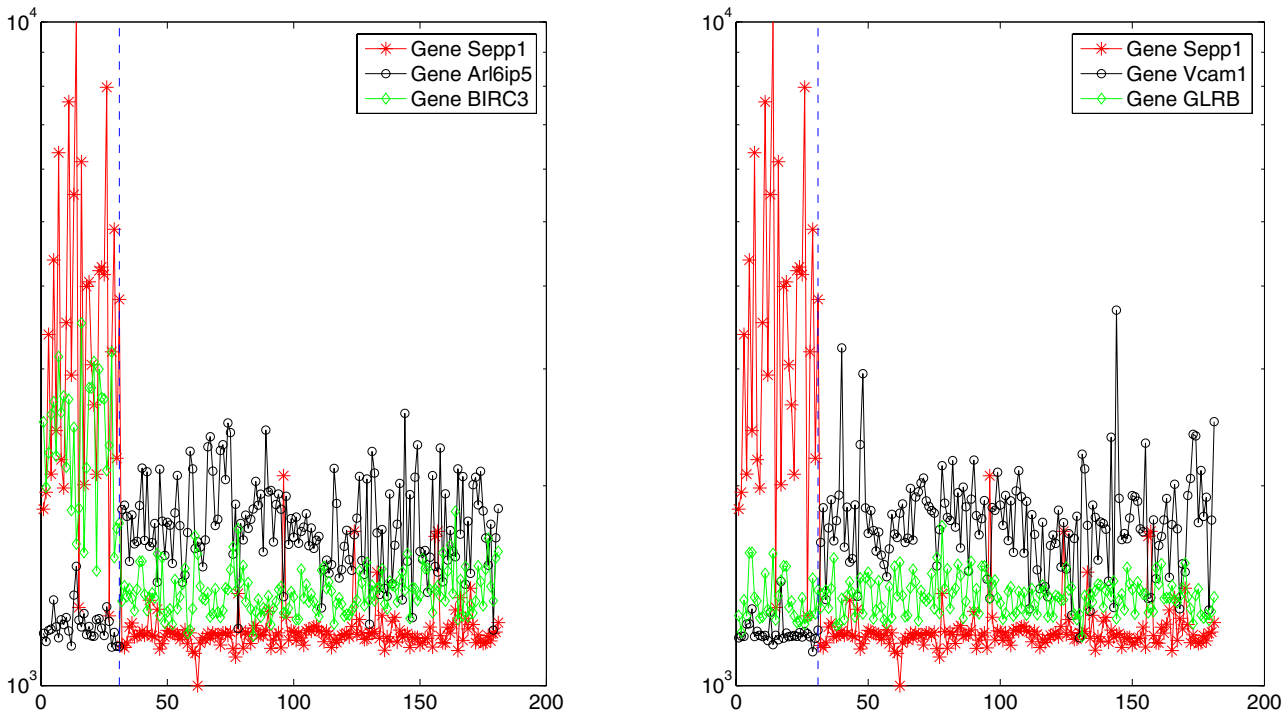 10^4
10^3
0
50
100
150
200
Gene Sepp1
Gene Arl6ip5
Gene BIRC3
10^4
10^3
0
50
100
150
200
Gene Sepp1
Gene Vcam1
Gene GLRB